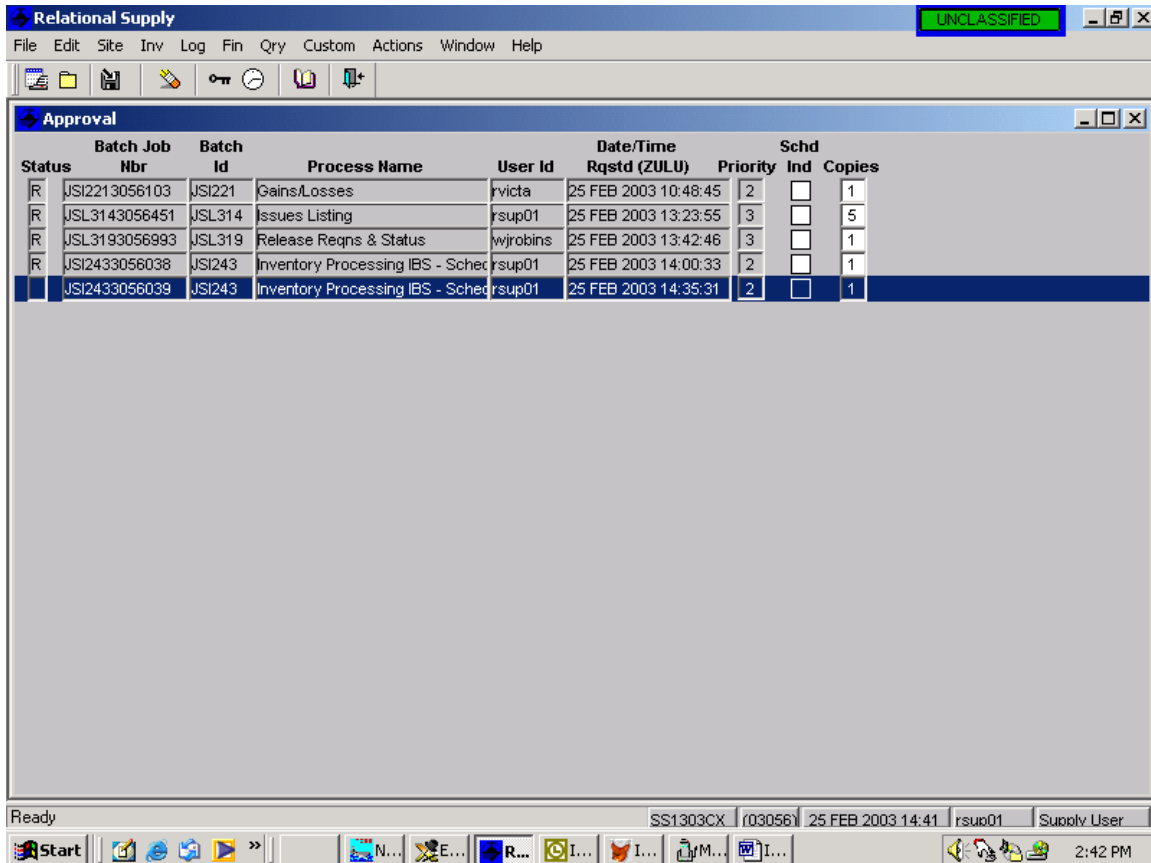 Relational Supply UNCLASSIFIED
File Edit Site Inv Log Fin Qry Custom Actions Window Help
Approval
Batch Job Batch Date/Time Schd
Status Nbr Id Process Name User Id Rqstd (ZULU) Priority Ind Copies
R JSI2213056103 JSI221 Gains/Losses rvicta 25 FEB 2003 10:48:45 2 1
R JSL3143056451 JSL314 Issues Listing rsup01 25 FEB 2003 13:23:55 3 5
R JSL3193056993 JSL319 Release Reqns & Status wjrobins 25 FEB 2003 13:42:46 3 1
R JSI2433056038 JSI243 Inventory Processing IBS - Sched rsup01 25 FEB 2003 14:00:33 2 1
JSI2433056039 JSI243 Inventory Processing IBS - Sched rsup01 25 FEB 2003 14:35:31 2 1
Ready SS1303CX (03056) 25 FEB 2003 14:41 rsup01 Supply User
Start » N... E... R... I... I... M... I... 2:42 PM